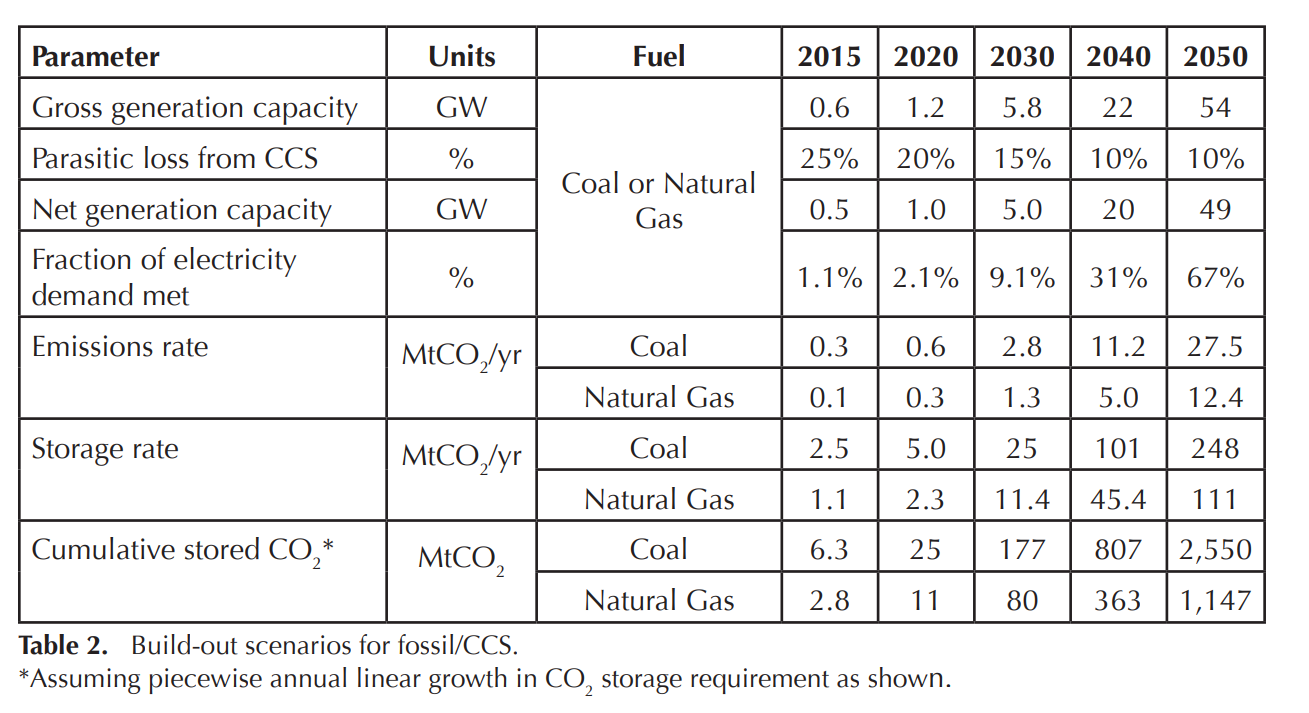 Parameter Units Fuel 2015 2020 2030 2040 2050
Gross generation capacity GW 0.6 1.2 5.8 22 54
Parasitic loss from CCS % 25% 20% 15% 10% 10%
Coal or Natural
Gas
Net generation capacity GW 0.5 1.0 5.0 20 49
Fraction of electricity
demand met
% 1.1% 2.1% 9.1% 31% 67%
Emissions rate MtCO₂/yr Coal 0.3 0.6 2.8 11.2 27.5
Natural Gas 0.1 0.3 1.3 5.0 12.4
Storage rate MtCO₂/yr Coal 2.5 5.0 25 101 248
Natural Gas 1.1 2.3 11.4 45.4 111
Cumulative stored CO₂* MtCO₂ Coal 6.3 25 177 807 2,550
Natural Gas 2.8 11 80 363 1,147
Table 2. Build-out scenarios for fossil/CCS.
*Assuming piecewise annual linear growth in CO₂ storage requirement as shown.